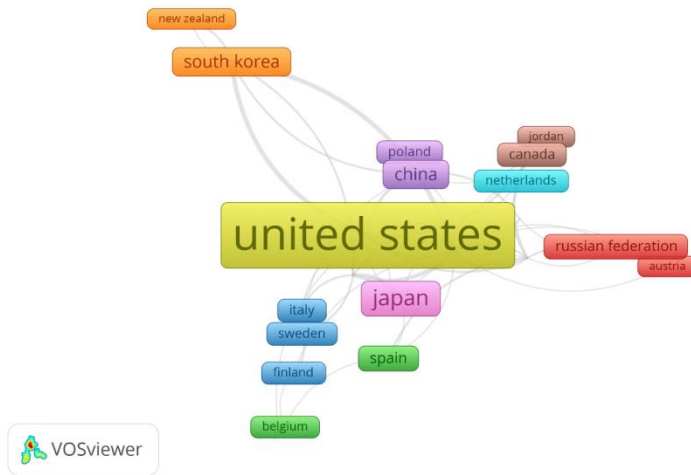 new zealand
south korea
jordan
poland
canada
china
netherlands
united states
russian federation
austria
japan
italy
sweden
spain
finland
belgium
VOSviewer